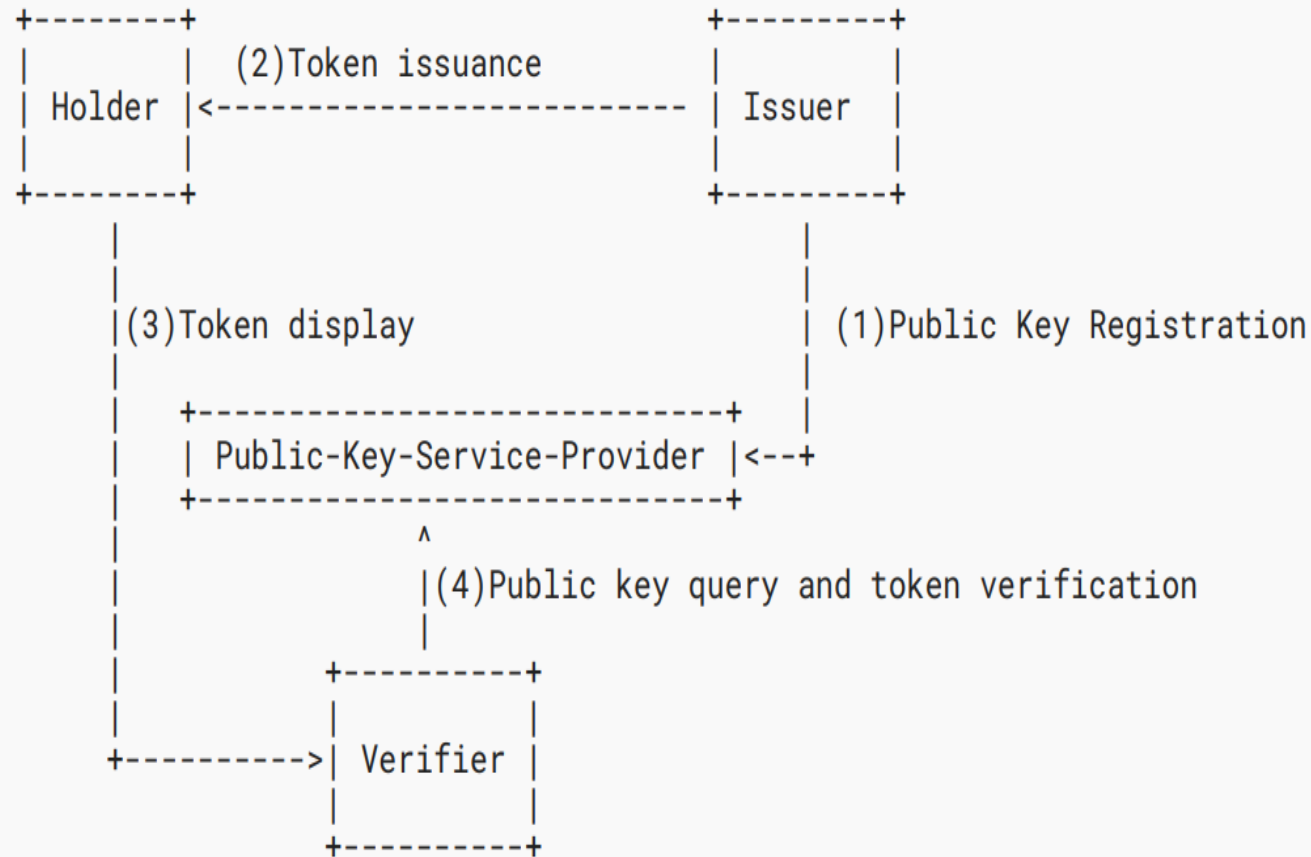 (2)Token issuance
Holder
Issuer
(3)Token display
(1)Public Key Registration
Public-Key-Service-Provider
(4)Public key query and token verification
Verifier